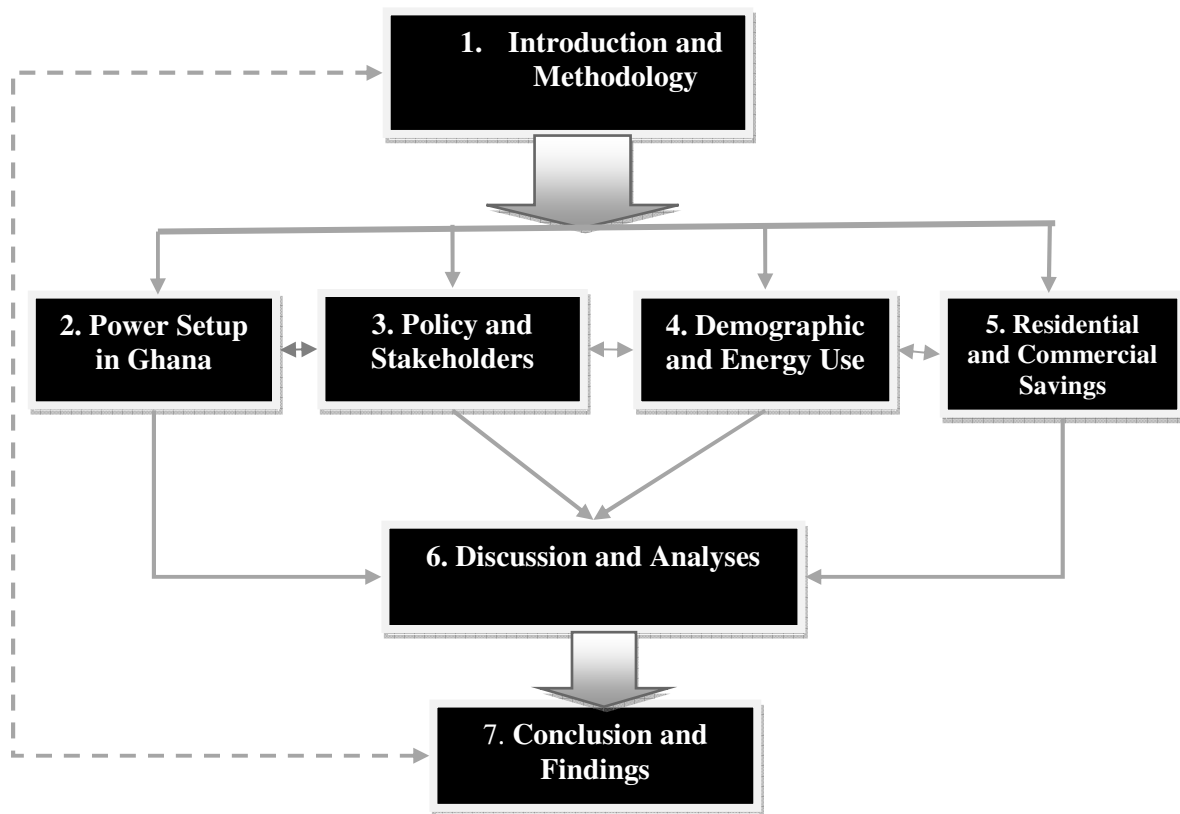 1. Introduction and
Methodology
2. Power Setup
in Ghana
3. Policy and
Stakeholders
4. Demographic
and Energy Use
5. Residential
and Commercial
Savings
6. Discussion and Analyses
7. Conclusion and
Findings